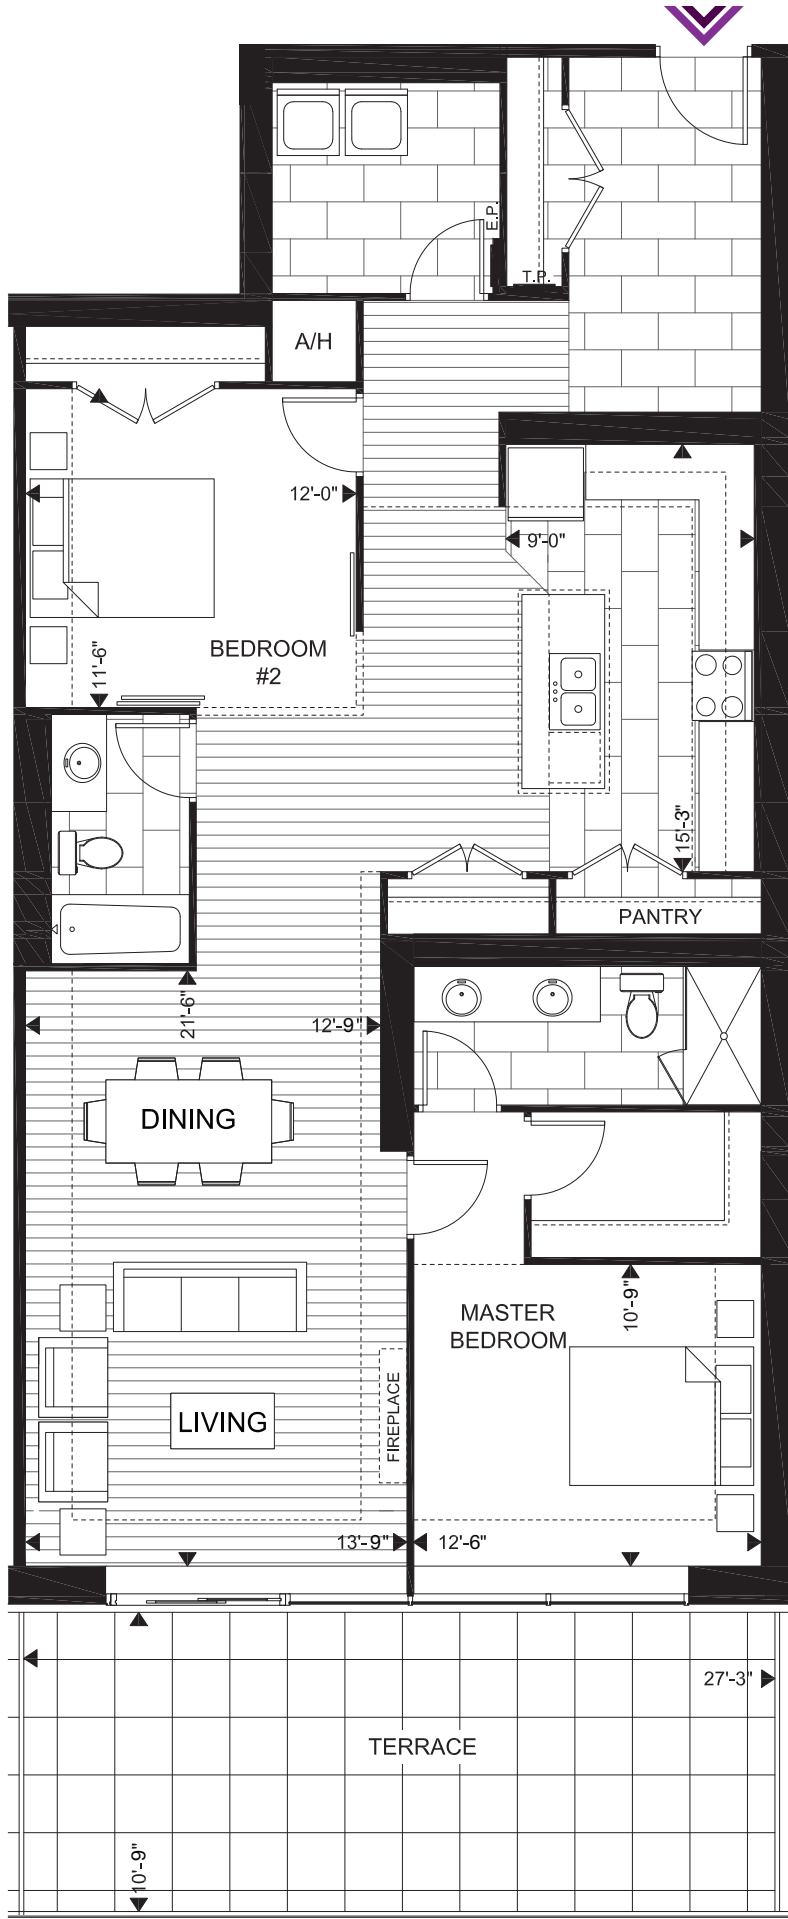 E.P.
T.P.
A/H
12'-0"
9'-0"
BEDROOM
#2
11'-6"
15'-3"
PANTRY
21'-6"
12'-9"
DINING
10'-9"
MASTER
BEDROOM
FIREPLACE
LIVING
13'-9"
12'-6"
27'-3"
TERRACE
10'-9"